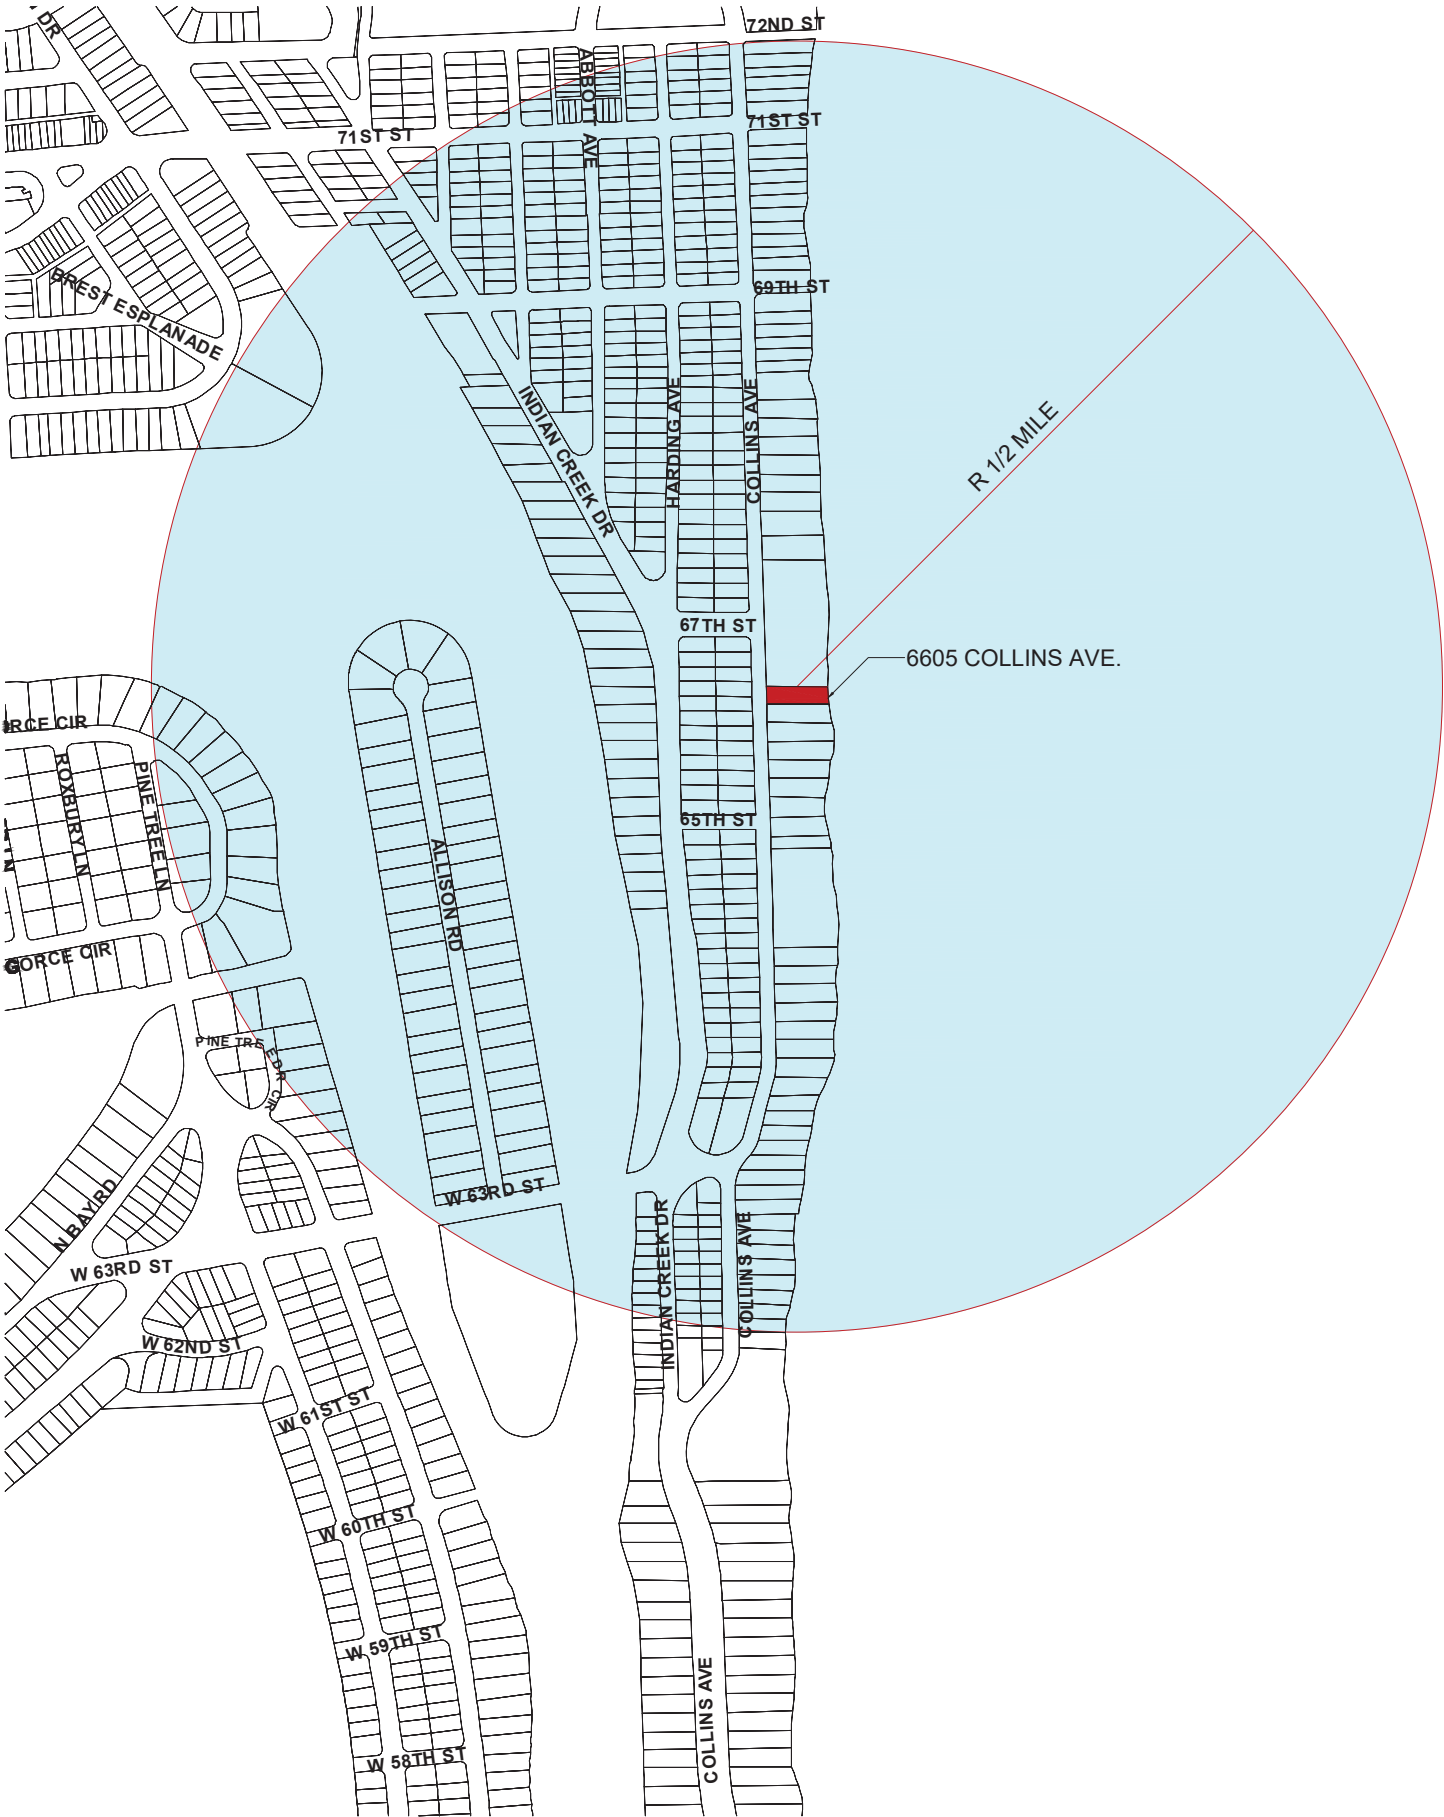 DR
72ND ST
ABBOTT AVE
71ST ST
71ST ST
BREST ESPLANADE
69TH ST
INDIAN CREEK DR
HARDING AVE
COLLINS AVE
R 1/2 MILE
67TH ST
6605 COLLINS AVE.
RCE CIR
ROXBURY LN
PINE TREE LN
65TH ST
ALLISON RD
GORCE CIR
PINE TREE DR CIR
W 63RD ST
N BAY RD
INDIAN CREEK DR
COLLINS AVE
W 63RD ST
W 62ND ST
W 61ST ST
W 60TH ST
W 59TH ST
COLLINS AVE
W 58TH ST